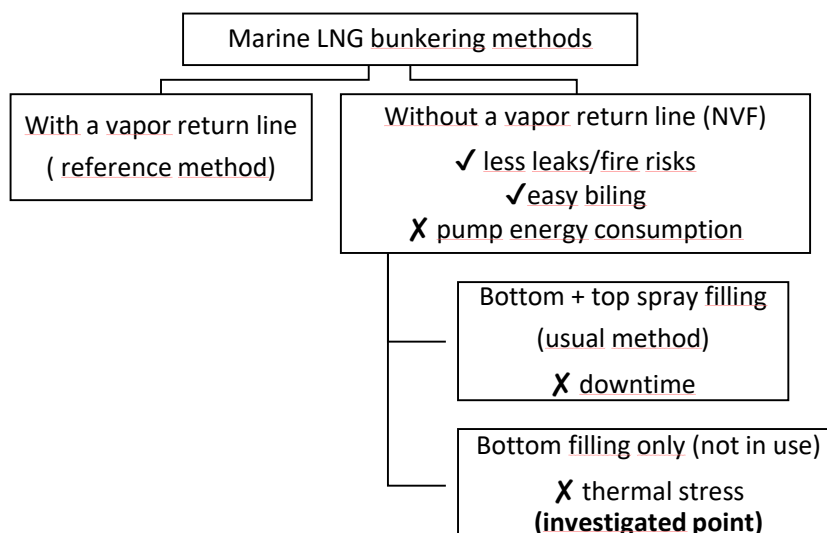 Marine LNG bunkering methods
With a vapor return line
( reference method)
Without a vapor return line (NVF)
✓ less leaks/fire risks
✓easy biling
✗ pump energy consumption
Bottom + top spray filling
(usual method)
✗ downtime
Bottom filling only (not in use)
✗ thermal stress
(investigated point)